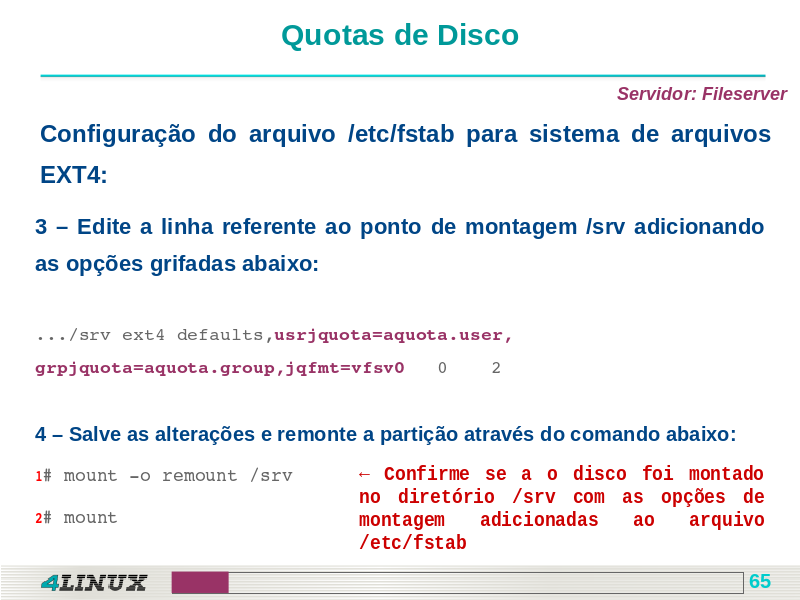 Quotas de Disco
Servidor: Fileserver
Configuração do arquivo /etc/fstab para sistema de arquivos
EXT4:
3 – Edite a linha referente ao ponto de montagem /srv adicionando
as opções grifadas abaixo:
.../srv ext4 defaults,usrjquota=aquota.user,
grpjquota=aquota.group,jqfmt=vfsv0 0 2
4 – Salve as alterações e remonte a partição através do comando abaixo:
1# mount –o remount /srv
2# mount
← Confirme se a o disco foi montado
no diretório /srv com as opções de
montagem adicionadas ao arquivo
/etc/fstab
4LINUX
65